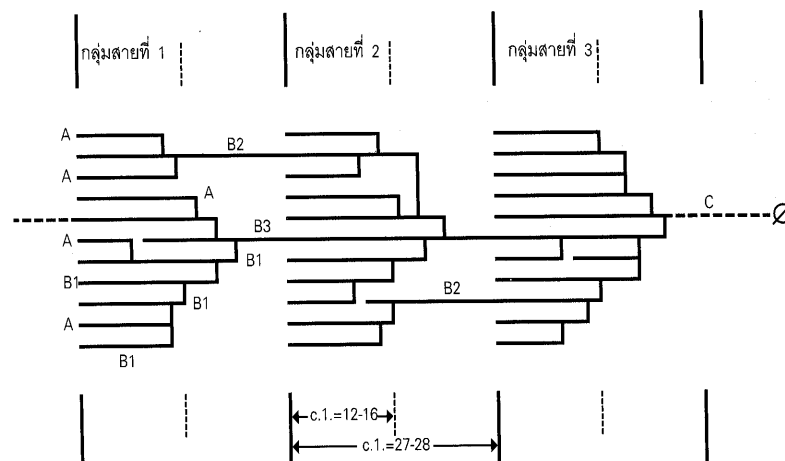 กลุ่มสายที่ 1
กลุ่มสายที่ 2
กลุ่มสายที่ 3
A
B2
A
A
C
B3
A
B1
B1
B1
B2
A
B1
c.1.=12-16
c.1.=27-28